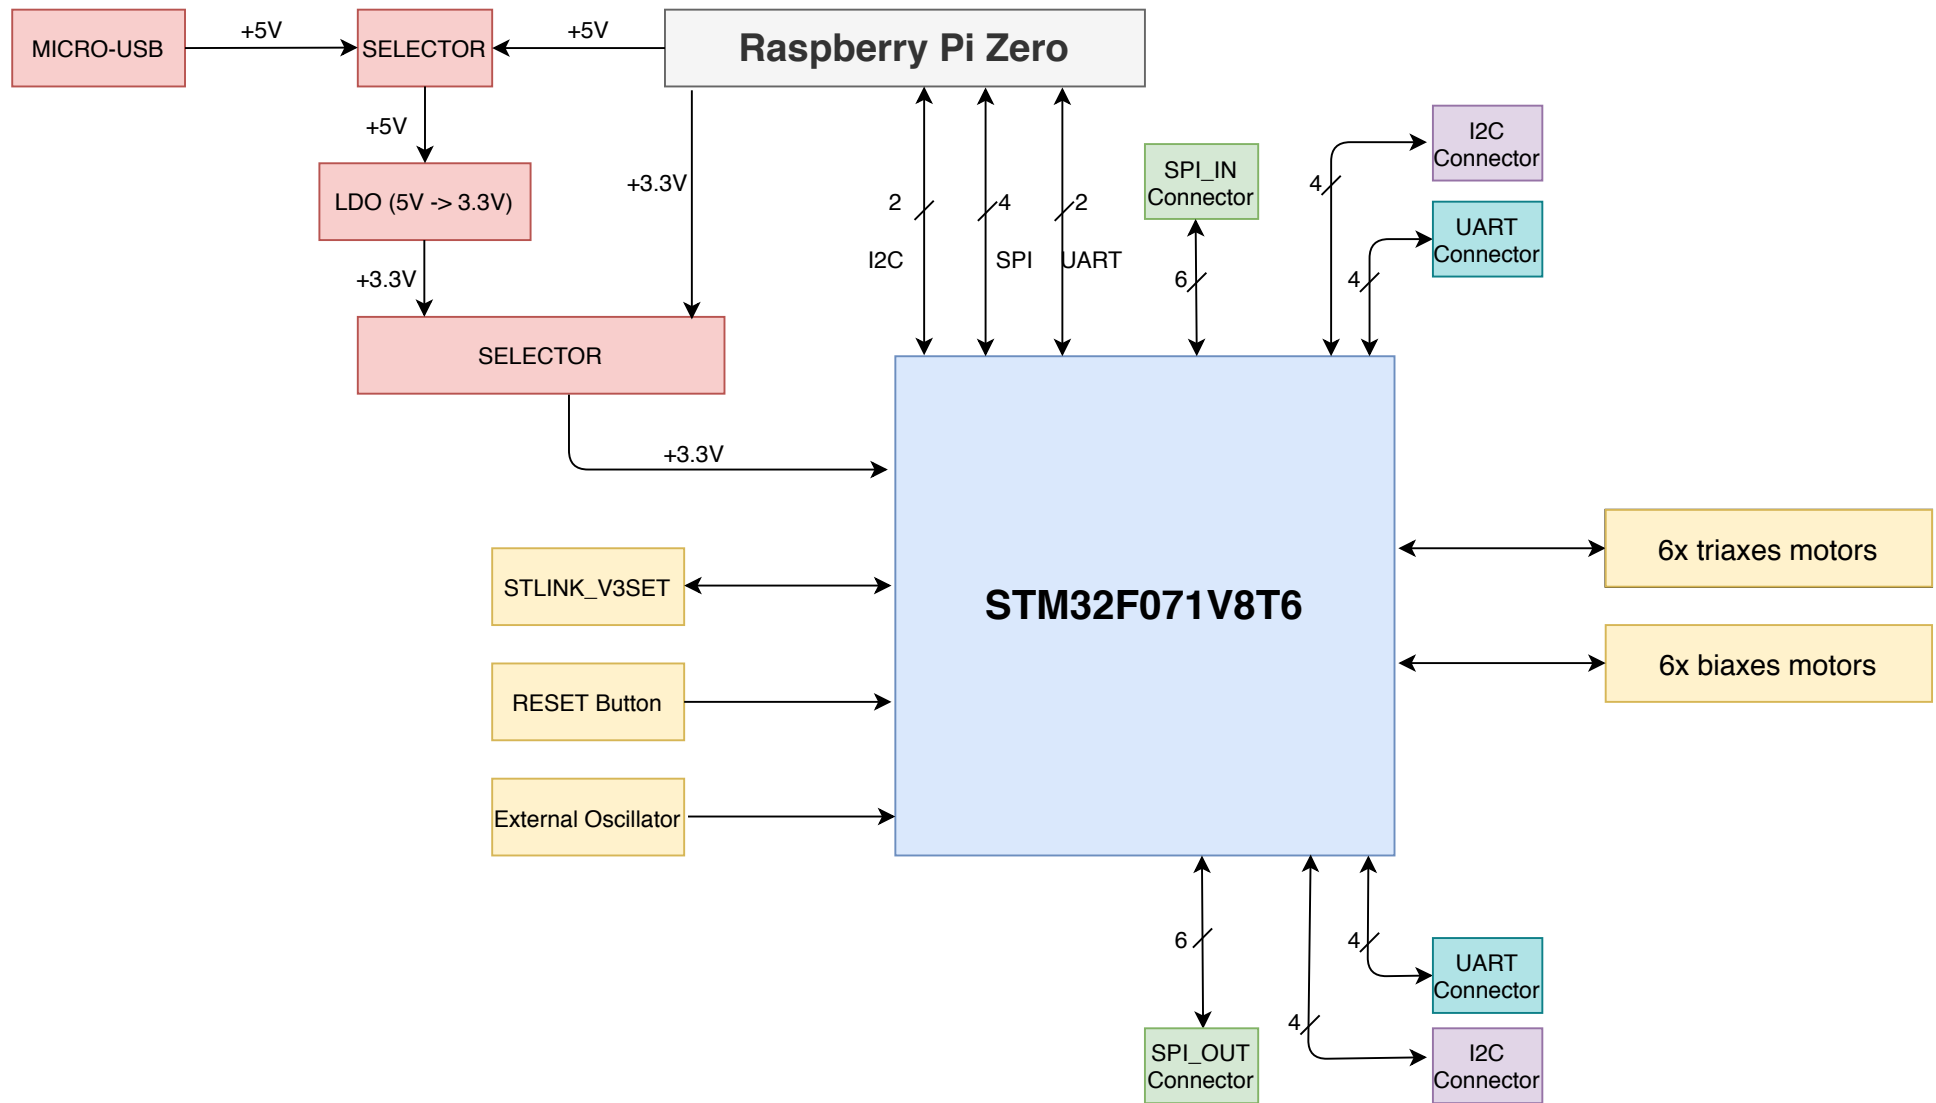 MICRO-USB
+5V
SELECTOR
+5V
Raspberry Pi Zero
+5V
LDO (5V -> 3.3V)
+3.3V
+3.3V
SELECTOR
+3.3V
2
I2C
4
SPI
2
UART
SPI_IN
Connector
6
4
I2C
Connector
4
UART
Connector
STM32F071V8T6
STLINK_V3SET
RESET Button
External Oscillator
6x triaxes motors
6x biaxes motors
6
SPI_OUT
Connector
4
UART
Connector
4
I2C
Connector